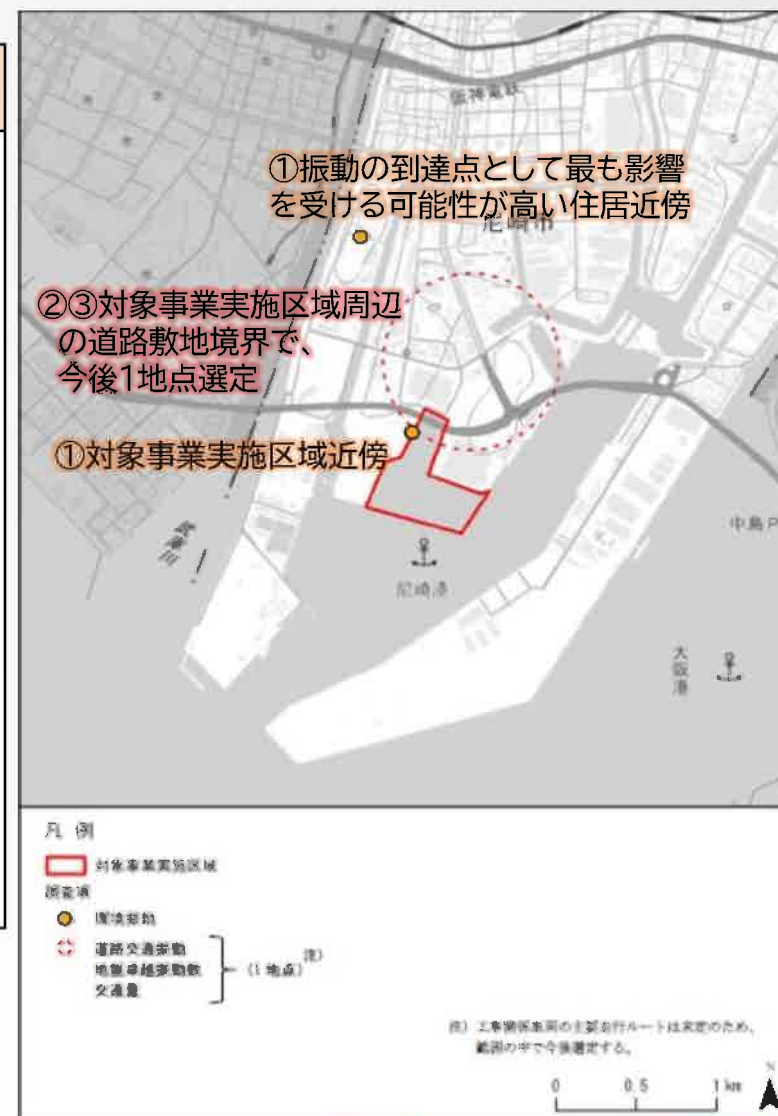 阪神電鉄
①振動の到達点として最も影響
を受ける可能性が高い住居近傍
尼崎市
②③対象事業実施区域周辺
の道路敷地境界で、
今後1地点選定
①対象事業実施区域近傍
武庫川
中島P
尼崎港
大阪港
凡 例
対象事業実施区域
調査項
環境振動
道路交通振動
地盤卓越振動数
交通量
(1地点)注)
注) 工事関係車両の主要走行ルートは未定のため、
範囲の中で今後選定する。
0 0.5 1 km
N